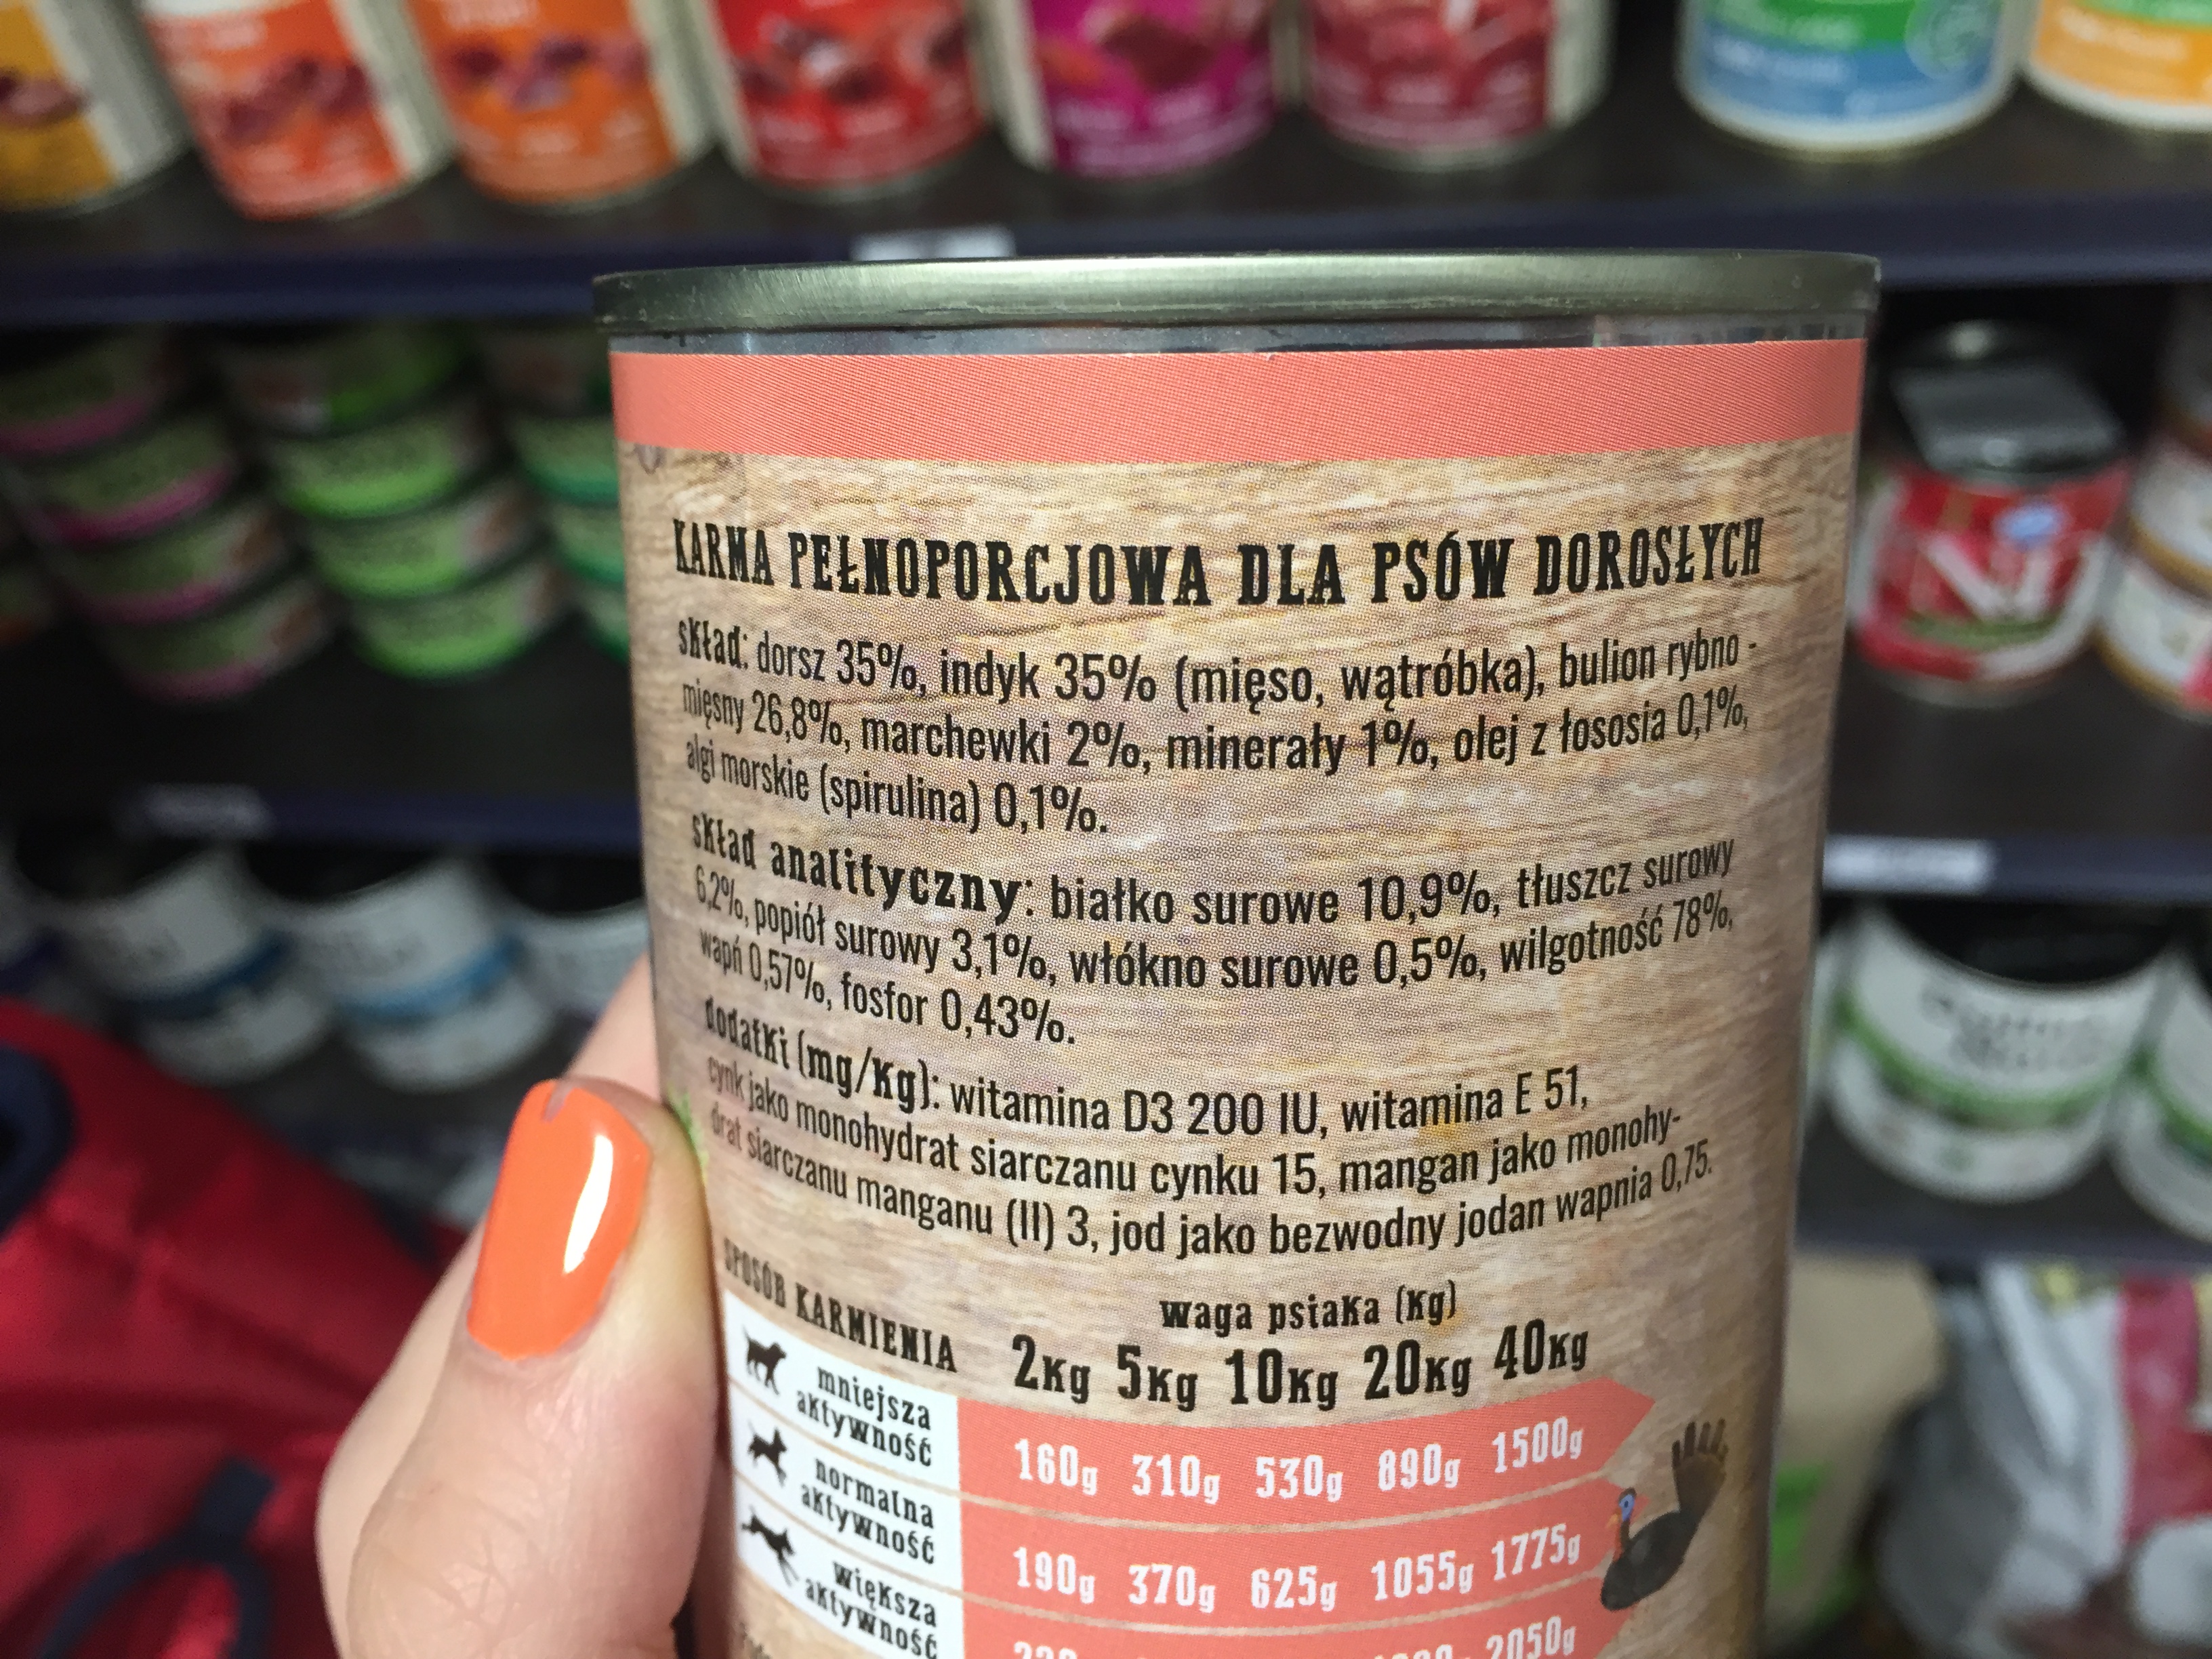 KARMA PEŁNOPORCJOWA DLA PSÓW DOROSŁYCH
skład: dorsz 35%, indyk 35% (mięso, wątróbka), bulion rybno -
mięsny 26,8%, marchewki 2%, minerały 1%, olej z łososia 0,1%,
algi morskie (spirulina) 0,1%.
skład analityczny: białko surowe 10,9%, tłuszcz surowy
6,2%, popiół surowy 3,1%, włókno surowe 0,5%, wilgotność 78%,
wapń 0,57%, fosfor 0,43%.
dodatki (mg/kg): witamina D3 200 IU, witamina E 51,
cynk jako monohydrat siarczanu cynku 15, mangan jako monohy-
drat siarczanu manganu (II) 3, jod jako bezwodny jodan wapnia 0,75.
SPOSÓB KARMIENIA
waga psiaka (kg)
2kg 5kg 10kg 20kg 40kg
mniejsza
aktywność
160g 310g 530g 890g 1500g
normalna
aktywność
190g 370g 625g 1055g 1775g
większa
aktywność
2050g